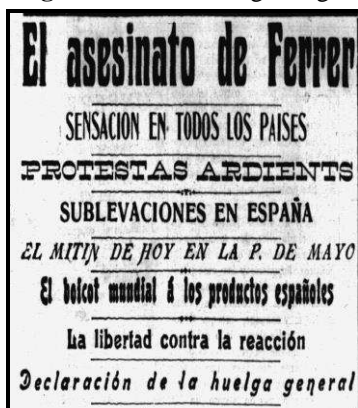 El asesinato de Ferrer
SENSACION EN TODOS LOS PAISES
PROTESTAS ARDIENTS
SUBLEVACIONES EN ESPAÑA
EL MITIN DE HOY EN LA P. DE MAYO
El boicot mundial á los productos españoles
La libertad contra la reacción
Declaración de la huelga general